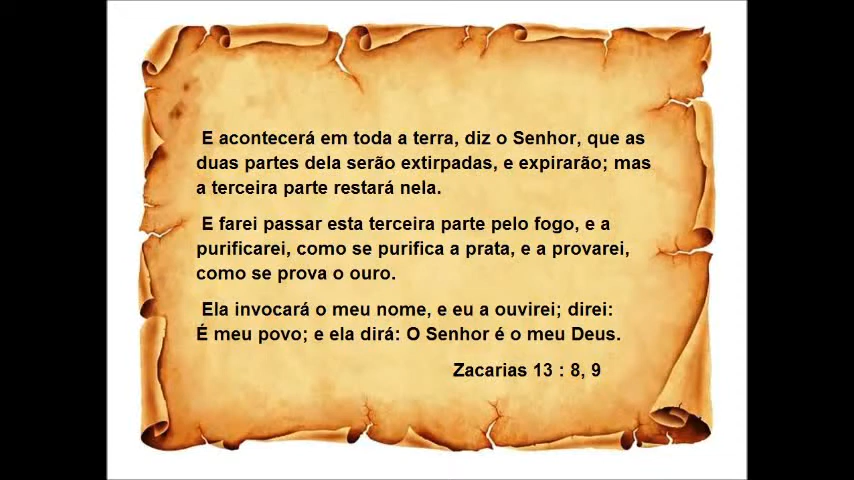 E acontecerá em toda a terra, diz o Senhor, que as
duas partes dela serão extirpadas, e expirarão; mas
a terceira parte restará nela.
E farei passar esta terceira parte pelo fogo, e a
purificarei, como se purifica a prata, e a provarei,
como se prova o ouro.
Ela invocará o meu nome, e eu a ouvirei; direi:
É meu povo; e ela dirá: O Senhor é o meu Deus.
Zacarias 13 : 8, 9